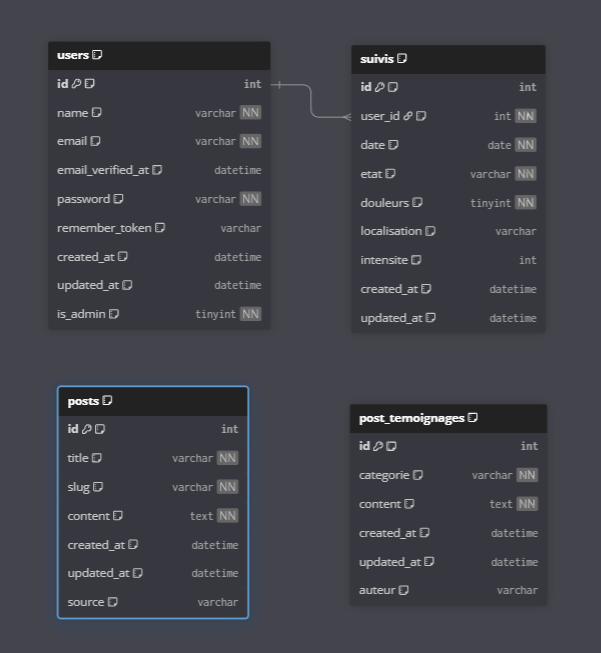 users
id int
name varchar NN
email varchar NN
email_verified_at datetime
password varchar NN
remember_token varchar
created_at datetime
updated_at datetime
is_admin tinyint NN
suivis
id int
user_id int NN
date date NN
etat varchar NN
douleurs tinyint NN
localisation varchar
intensite int
created_at datetime
updated_at datetime
posts
id int
title varchar NN
slug varchar NN
content text NN
created_at datetime
updated_at datetime
source varchar
post_temoignages
id int
categorie varchar NN
content text NN
created_at datetime
updated_at datetime
auteur varchar